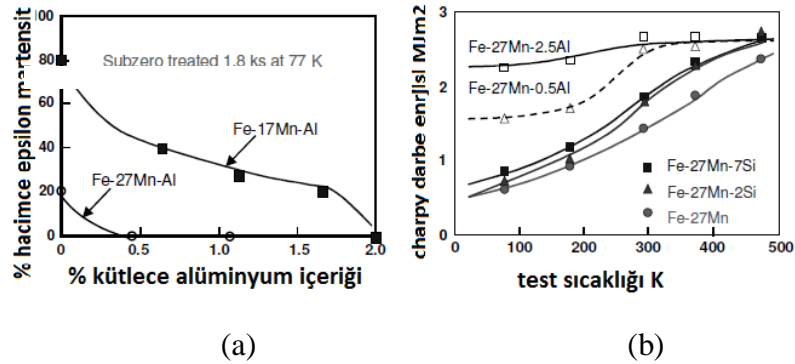 100
80
60
40
20
0
% hacimce epsilon martensit
Subzero treated 1.8 ks at 77 K
Fe-17Mn-Al
Fe-27Mn-Al
0 0.5 1.0 1.5 2.0
% kütlece alüminyum içeriği
(a)
3
2
1
0
charpy darbe enrjisi MJm2
Fe-27Mn-2.5Al
Fe-27Mn-0.5Al
Fe-27Mn-7Si
Fe-27Mn-2Si
Fe-27Mn
0 100 200 300 400 500
test sıcaklığı K
(b)